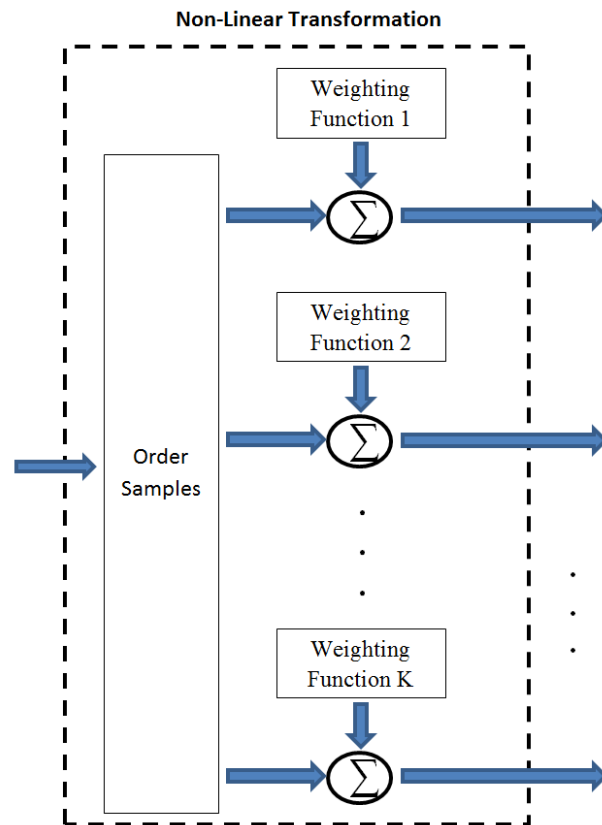 Non-Linear Transformation
Weighting
Function 1
Σ
Weighting
Function 2
Σ
Order
Samples
Weighting
Function K
Σ